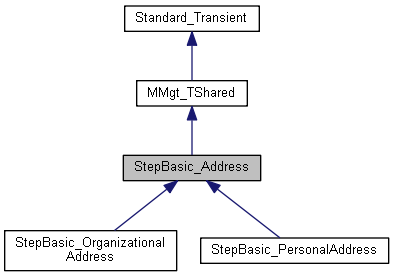 Standard_Transient
MMgt_TShared
StepBasic_Address
StepBasic_Organizational
Address
StepBasic_PersonalAddress